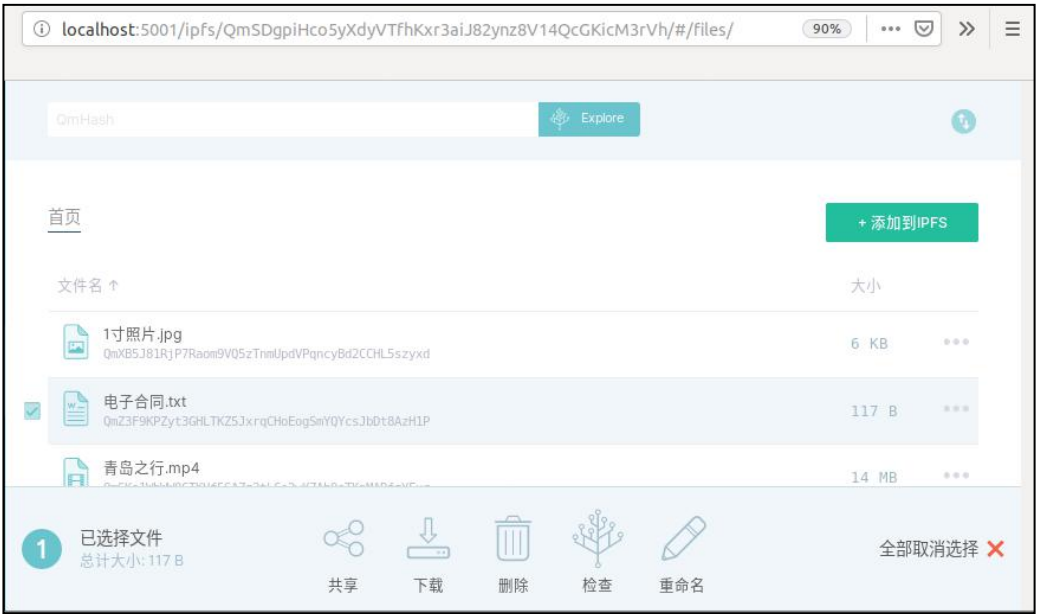 localhost:5001/ipfs/QmSDgpiHco5yXdyVTfhKxr3aiJ82ynz8V14QcGKicM3rVh/#/files/ 90%
QmHash Explore
首页 + 添加到IPFS
文件名 ↑ 大小
1寸照片.jpg
QmXB5J81RjP7Raom9VQ5zTnmUpdVPqncyBd2CCHL5szyxd
6 KB
电子合同.txt
QmZ3F9KPZyt3GHLTKZ5JxrqCHoEogSmYQYcsJbDt8AzH1P
117 B
青岛之行.mp4
14 MB
1 已选择文件
总计大小: 117 B
共享 下载 删除 检查 重命名
全部取消选择